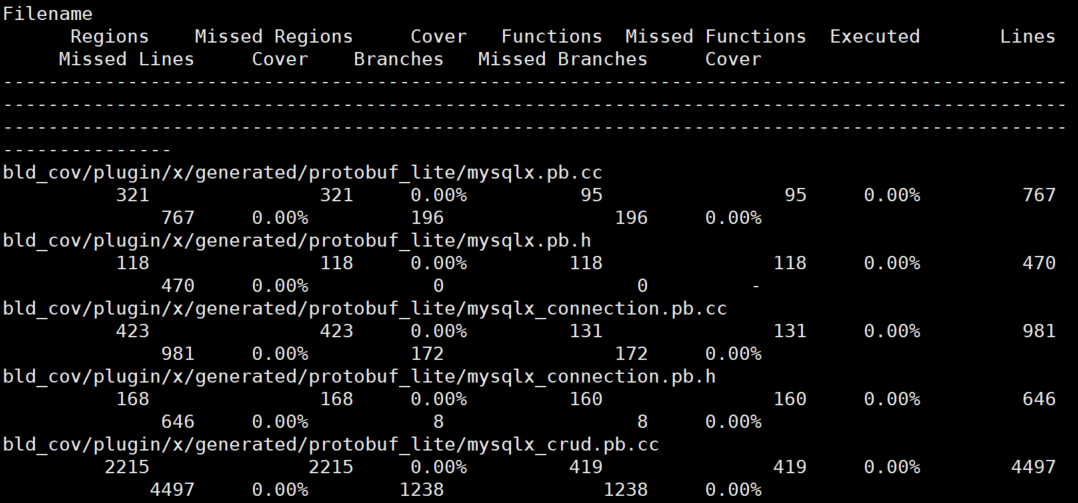 Filename
Regions    Missed Regions     Cover   Functions  Missed Functions  Executed       Lines
Missed Lines     Cover    Branches   Missed Branches     Cover
----------------------------------------------------------------------------------------------
----------------------------------------------------------------------------------------------
----------------------------------------------------------------------------------------------
---------------
bld_cov/plugin/x/generated/protobuf_lite/mysqlx.pb.cc
321               321     0.00%          95                95     0.00%         767
767     0.00%         196               196     0.00%
bld_cov/plugin/x/generated/protobuf_lite/mysqlx.pb.h
118               118     0.00%         118               118     0.00%         470
470     0.00%           0                 0         -
bld_cov/plugin/x/generated/protobuf_lite/mysqlx_connection.pb.cc
423               423     0.00%         131               131     0.00%         981
981     0.00%         172               172     0.00%
bld_cov/plugin/x/generated/protobuf_lite/mysqlx_connection.pb.h
168               168     0.00%         160               160     0.00%         646
646     0.00%           8                 8     0.00%
bld_cov/plugin/x/generated/protobuf_lite/mysqlx_crud.pb.cc
2215              2215     0.00%         419               419     0.00%        4497
4497     0.00%        1238              1238     0.00%